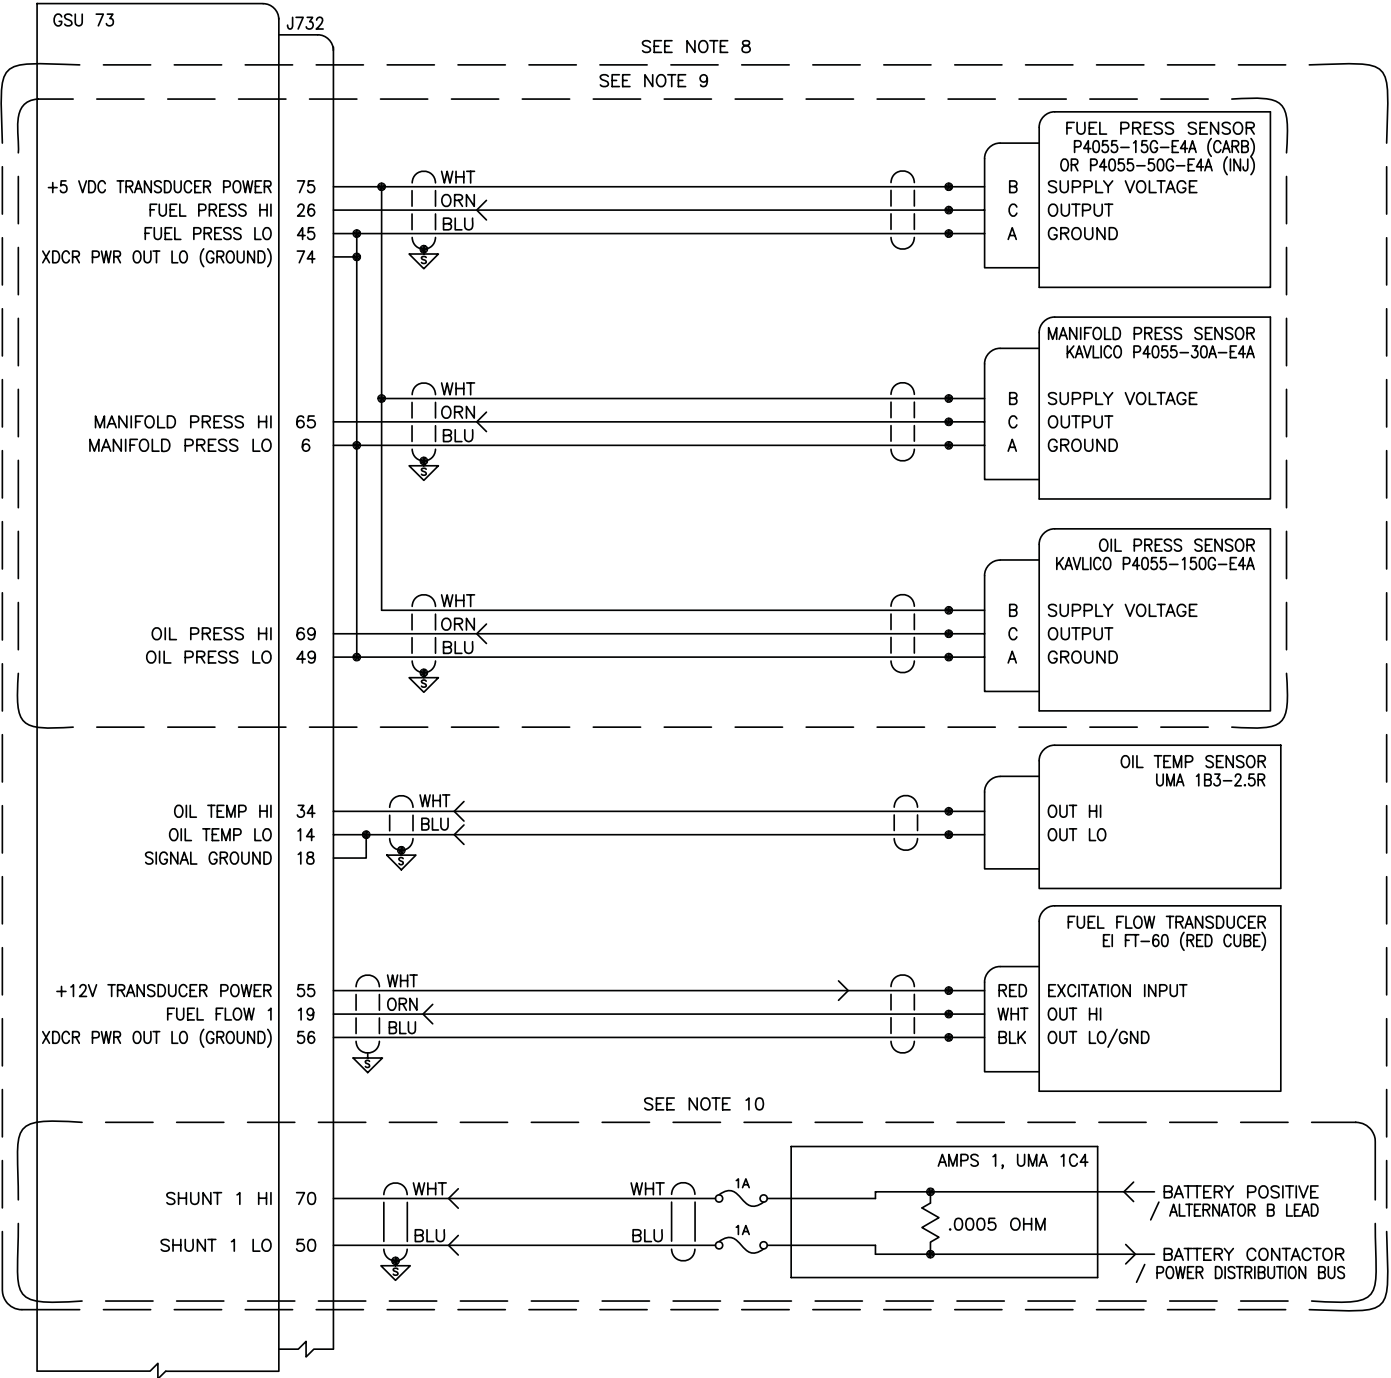 GSU 73
J732
SEE NOTE 8
SEE NOTE 9
FUEL PRESS SENSOR
P4055-15G-E4A (CARB)
OR P4055-50G-E4A (INJ)
+5 VDC TRANSDUCER POWER 75 WHT B SUPPLY VOLTAGE
FUEL PRESS HI 26 ORN C OUTPUT
FUEL PRESS LO 45 BLU A GROUND
XDCR PWR OUT LO (GROUND) 74
S
MANIFOLD PRESS SENSOR
KAVLICO P4055-30A-E4A
WHT B SUPPLY VOLTAGE
MANIFOLD PRESS HI 65 ORN C OUTPUT
MANIFOLD PRESS LO 6 BLU A GROUND
S
OIL PRESS SENSOR
KAVLICO P4055-150G-E4A
WHT B SUPPLY VOLTAGE
OIL PRESS HI 69 ORN C OUTPUT
OIL PRESS LO 49 BLU A GROUND
S
OIL TEMP SENSOR
UMA 1B3-2.5R
OIL TEMP HI 34 WHT OUT HI
OIL TEMP LO 14 BLU OUT LO
SIGNAL GROUND 18
S
FUEL FLOW TRANSDUCER
EI FT-60 (RED CUBE)
+12V TRANSDUCER POWER 55 WHT RED EXCITATION INPUT
FUEL FLOW 1 19 ORN WHT OUT HI
XDCR PWR OUT LO (GROUND) 56 BLU BLK OUT LO/GND
S
SEE NOTE 10
AMPS 1, UMA 1C4
SHUNT 1 HI 70 WHT WHT 1A BATTERY POSITIVE
/ ALTERNATOR B LEAD
.0005 OHM
SHUNT 1 LO 50 BLU BLU 1A BATTERY CONTACTOR
/ POWER DISTRIBUTION BUS
S